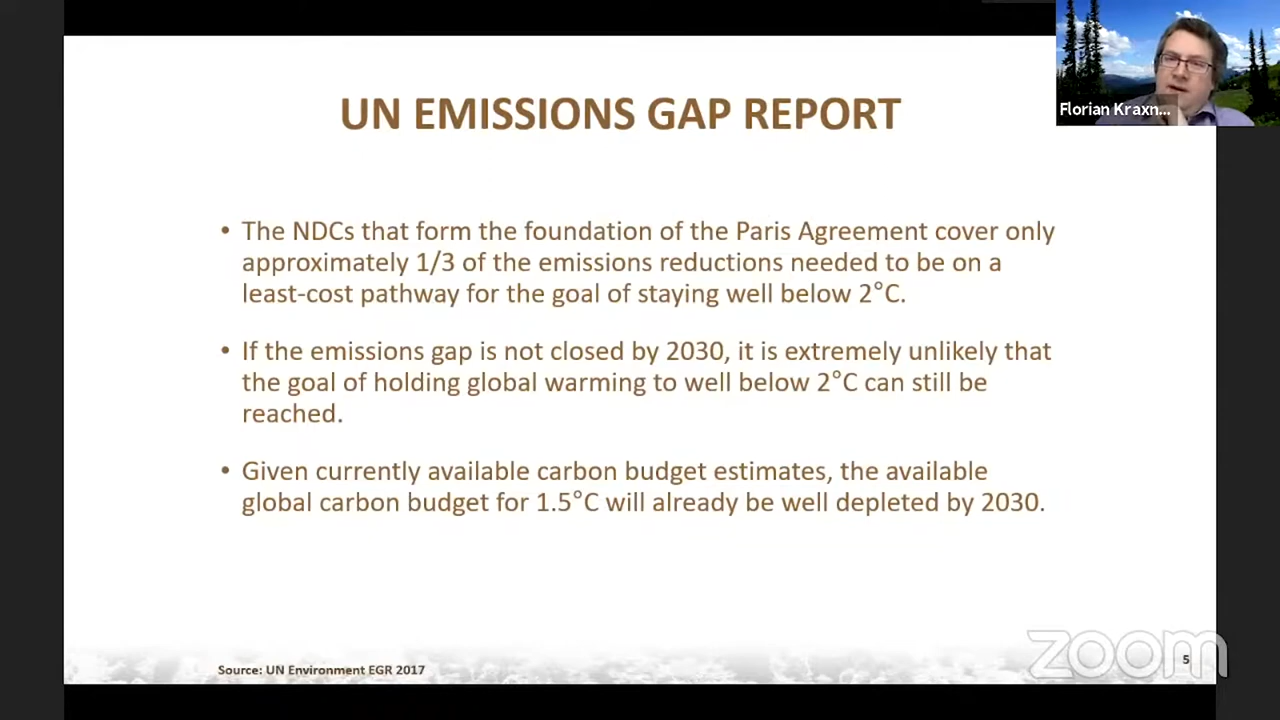 UN EMISSIONS GAP REPORT
Florian Kraxn...
• The NDCs that form the foundation of the Paris Agreement cover only
approximately 1/3 of the emissions reductions needed to be on a
least-cost pathway for the goal of staying well below 2°C.
• If the emissions gap is not closed by 2030, it is extremely unlikely that
the goal of holding global warming to well below 2°C can still be
reached.
• Given currently available carbon budget estimates, the available
global carbon budget for 1.5°C will already be well depleted by 2030.
Source: UN Environment EGR 2017
zoom
5